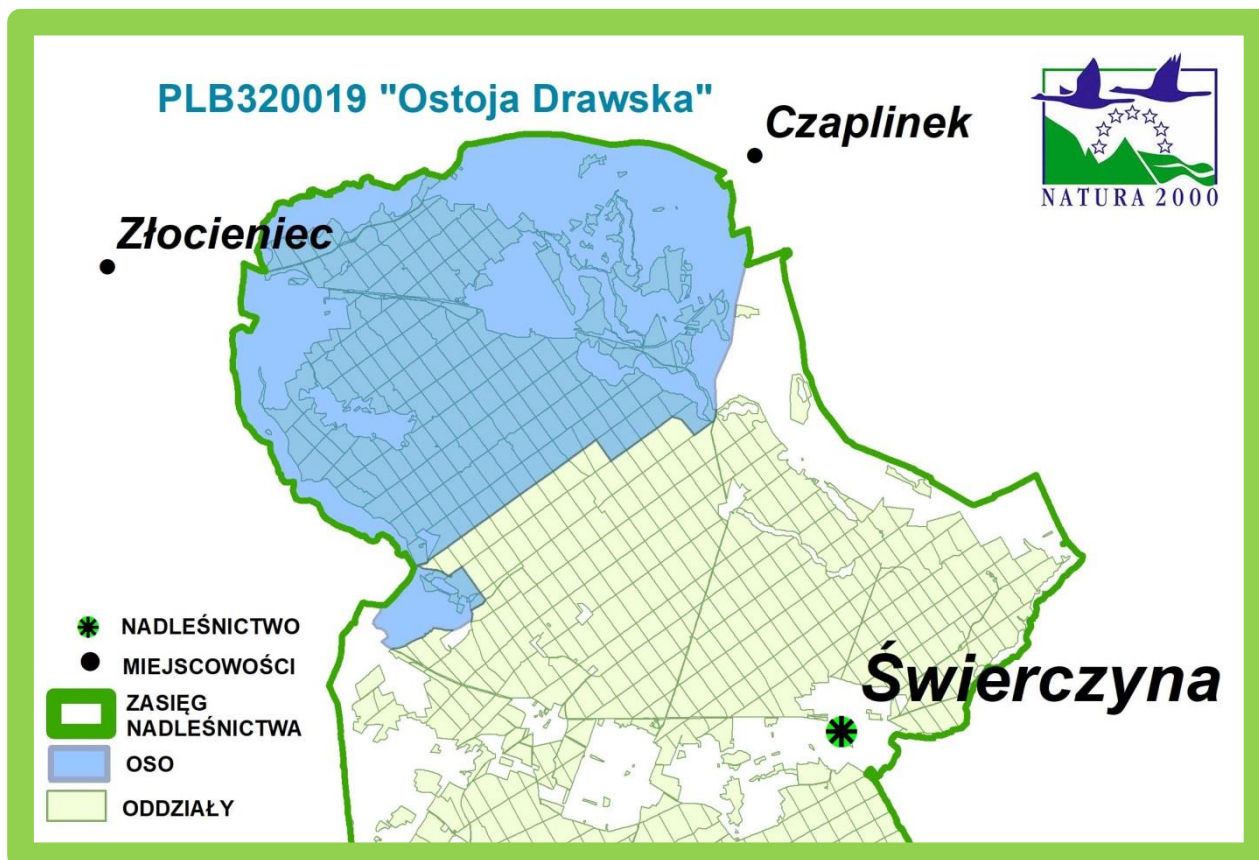 PLB320019 "Ostoja Drawska"
Czaplinek
NATURA 2000
Złocieniec
Świerczyna
NADLEŚNICTWO
MIEJSCOWOŚCI
ZASIĘG
NADLEŚNICTWA
OSO
ODDZIAŁY